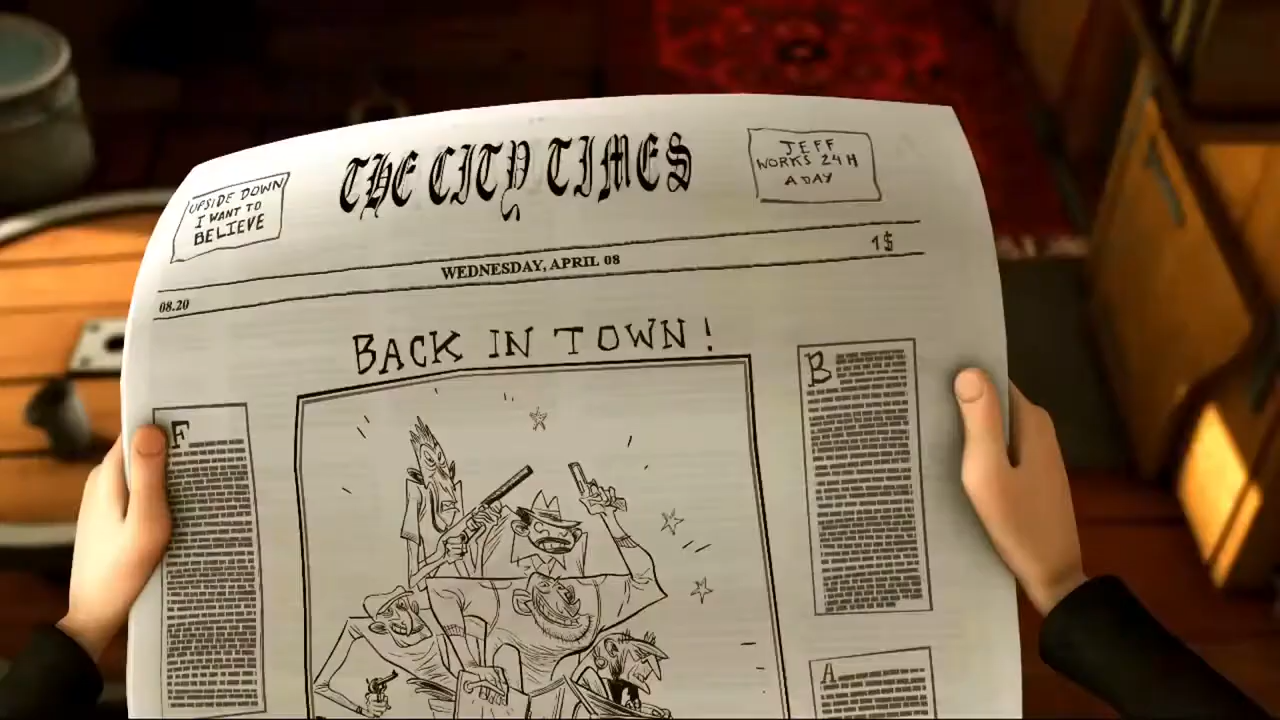 THE CITY TIMES
UPSIDE DOWN
I WANT TO
BELIEVE
JEFF
WORKS 24 H
A DAY
08.20
WEDNESDAY, APRIL 08
1$
BACK IN TOWN!
F
B
A